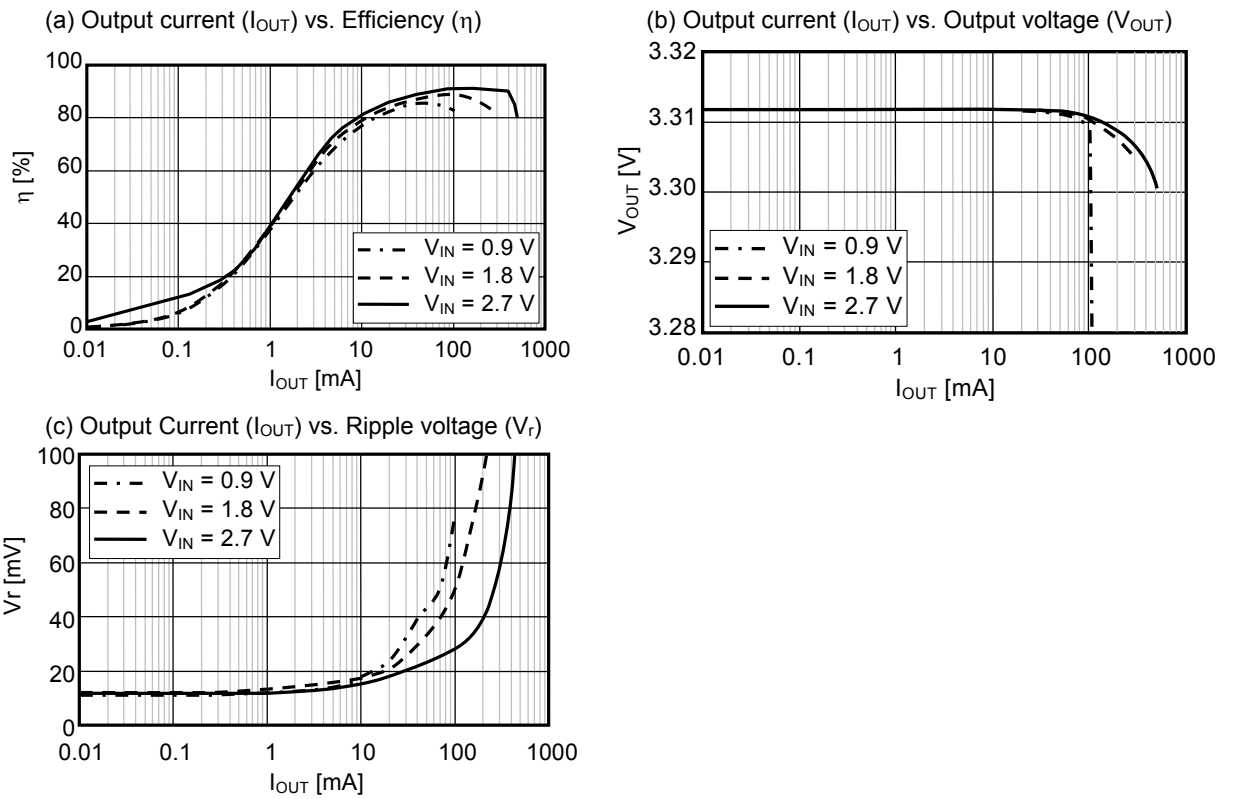 (a) Output current (IOUT) vs. Efficiency (η)
100
80
60
40
20
0
η [%]
0.01 0.1 1 10 100 1000
IOUT [mA]
VIN = 0.9 V
VIN = 1.8 V
VIN = 2.7 V
(b) Output current (IOUT) vs. Output voltage (VOUT)
3.32
3.31
3.30
3.29
3.28
VOUT [V]
0.01 0.1 1 10 100 1000
IOUT [mA]
VIN = 0.9 V
VIN = 1.8 V
VIN = 2.7 V
(c) Output Current (IOUT) vs. Ripple voltage (Vr)
100
80
60
40
20
0
Vr [mV]
0.01 0.1 1 10 100 1000
IOUT [mA]
VIN = 0.9 V
VIN = 1.8 V
VIN = 2.7 V